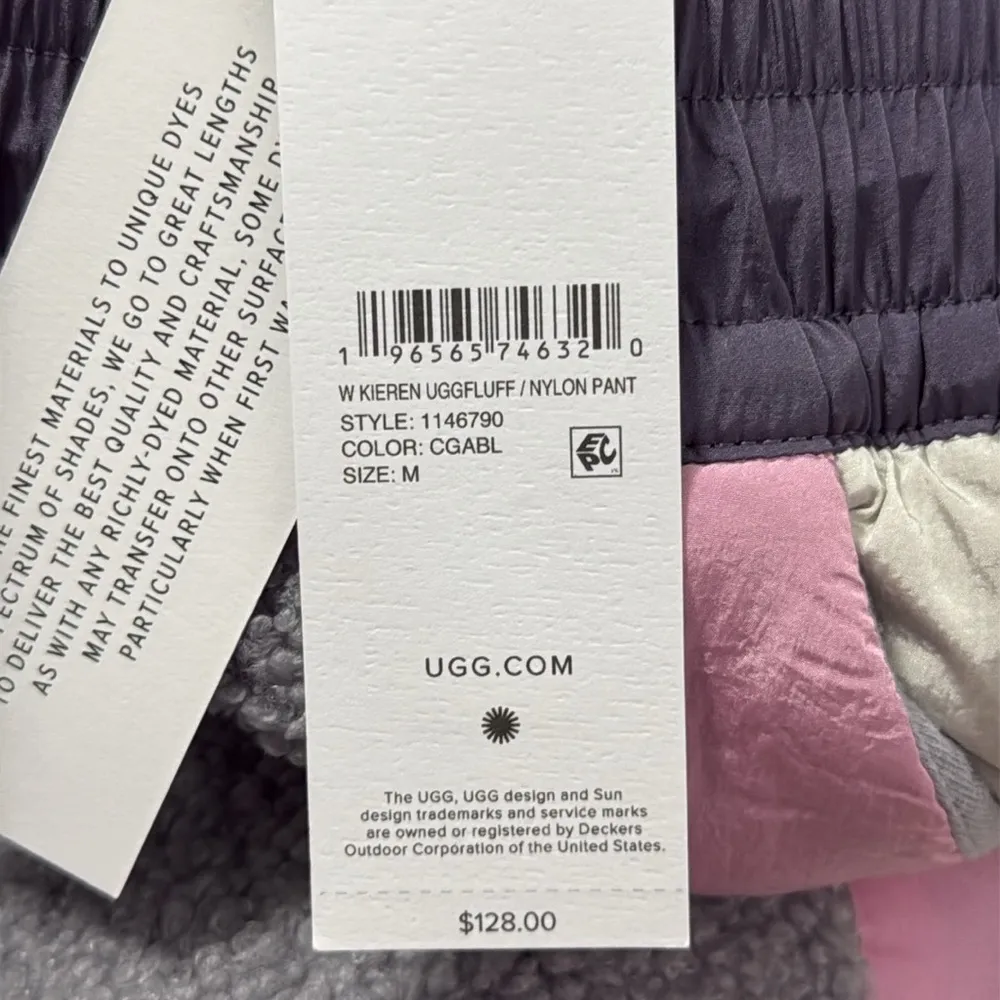 FINEST MATERIALS TO UNIQUE DYES
OF SHADES, WE GO TO GREAT LENGTHS
TO DELIVER THE BEST QUALITY AND CRAFTSMANSHIP
AS WITH ANY RICHLY-DYED MATERIAL, SOME
MAY TRANSFER ONTO OTHER SURFAC
PARTICULARLY WHEN FIRST
1 96565 74632 0
W KIEREN UGGFLUFF / NYLON PANT
STYLE: 1146790
COLOR: CGABL
SIZE: M
EPC
UGG.COM
The UGG, UGG design and Sun
design trademarks and service marks
are owned or registered by Deckers
Outdoor Corporation of the United States.
$128.00